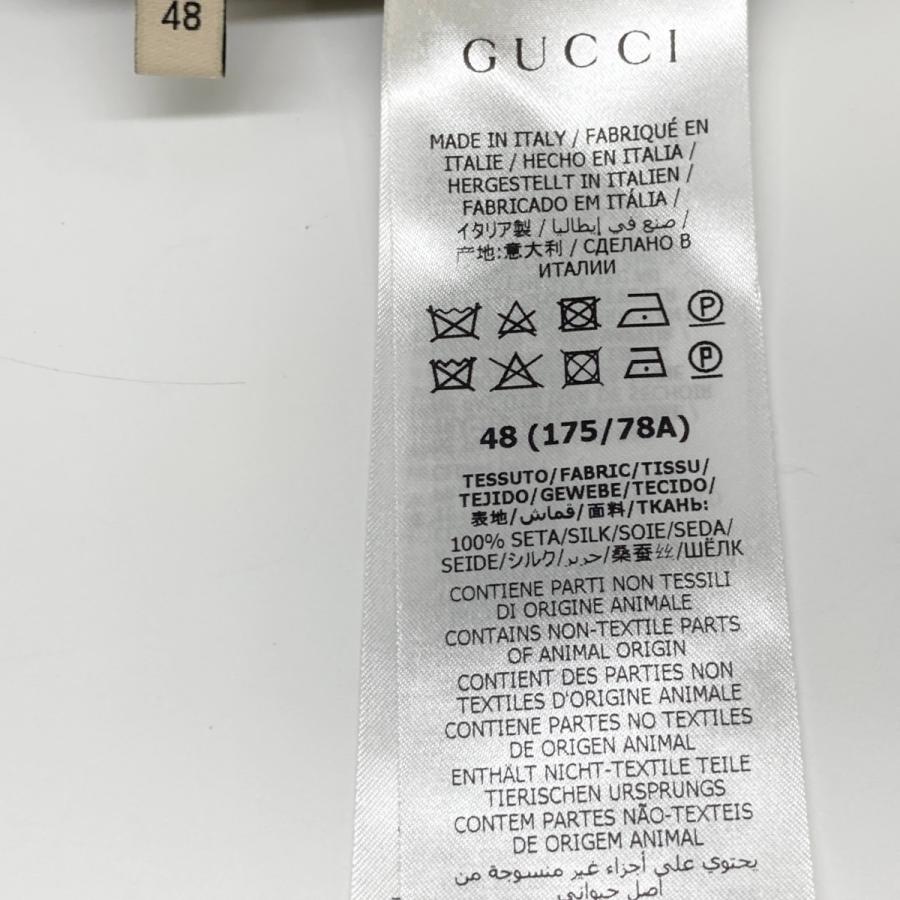 48
GUCCI
MADE IN ITALY / FABRIQUÉ EN
ITALIE / HECHO EN ITALIA /
HERGESTELLT IN ITALIEN /
FABRICADO EM ITÁLIA /
イタリア製 / صنع في إيطاليا /
产地:意大利 / СДЕЛАНО В
ИТАЛИИ
P
P
48 (175/78A)
TESSUTO/FABRIC/TISSU/
TEJIDO/GEWEBE/TECIDO/
表地/قماش/面料/ТКАНЬ:
100% SETA/SILK/SOIE/SEDA/
SEIDE/シルク/حرير/桑蚕丝/ШЁЛК
CONTIENE PARTI NON TESSILI
DI ORIGINE ANIMALE
CONTAINS NON-TEXTILE PARTS
OF ANIMAL ORIGIN
CONTIENT DES PARTIES NON
TEXTILES D'ORIGINE ANIMALE
CONTIENE PARTES NO TEXTILES
DE ORIGEN ANIMAL
ENTHÄLT NICHT-TEXTILE TEILE
TIERISCHEN URSPRUNGS
CONTEM PARTES NÃO-TEXTEIS
DE ORIGEM ANIMAL
يحتوي على أجزاء غير منسوجة من
أصل حيواني